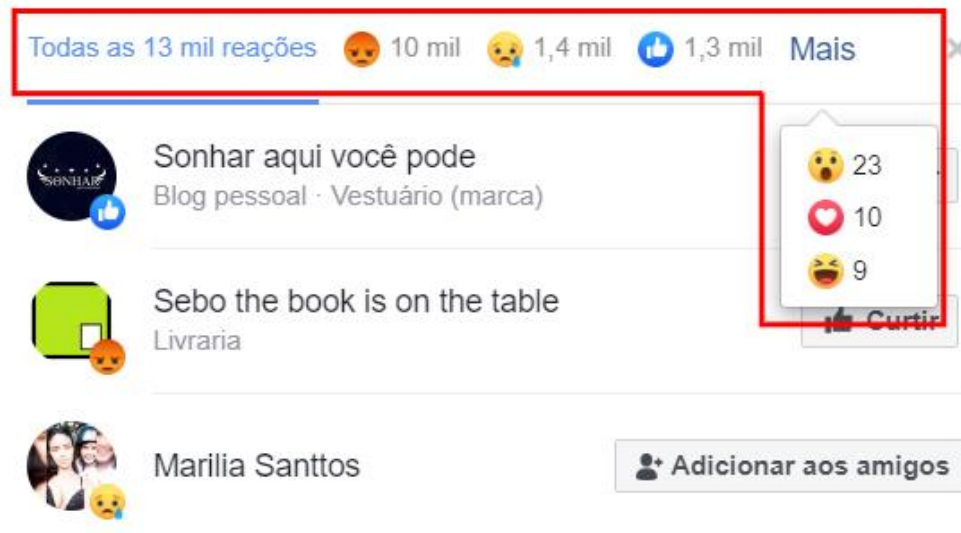 Todas as 13 mil reações 10 mil 1,4 mil 1,3 mil Mais
23
10
9
Sonhar aqui você pode
Blog pessoal · Vestuário (marca)
SONHAR
Sebo the book is on the table
Livraria
Curtir
Marilia Santtos
Adicionar aos amigos